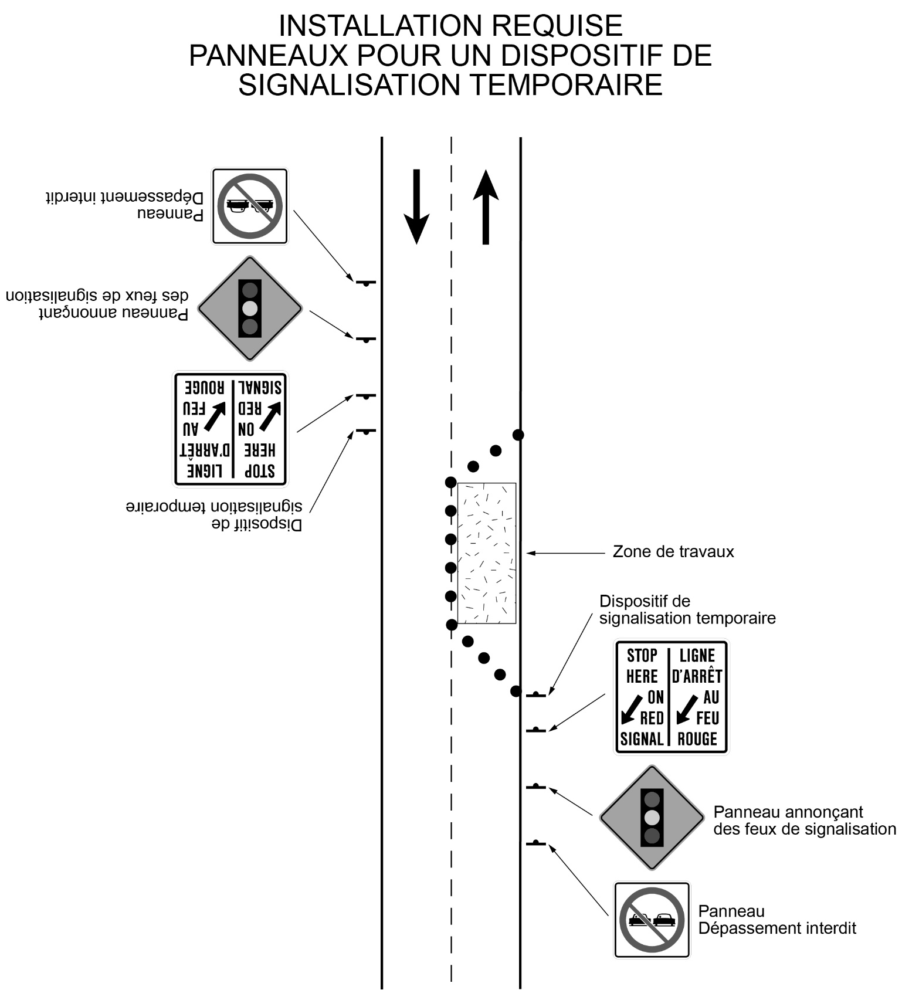 INSTALLATION REQUISE
PANNEAUX POUR UN DISPOSITIF DE
SIGNALISATION TEMPORAIRE
Panneau
Dépassement interdit
Panneau annonçant
des feux de signalisation
STOP
HERE
ON
RED
SIGNAL
LIGNE
D'ARRÊT
AU
FEU
ROUGE
Dispositif de
signalisation temporaire
Zone de travaux
Dispositif de
signalisation temporaire
STOP
HERE
ON
RED
SIGNAL
LIGNE
D'ARRÊT
AU
FEU
ROUGE
Panneau annonçant
des feux de signalisation
Panneau
Dépassement interdit